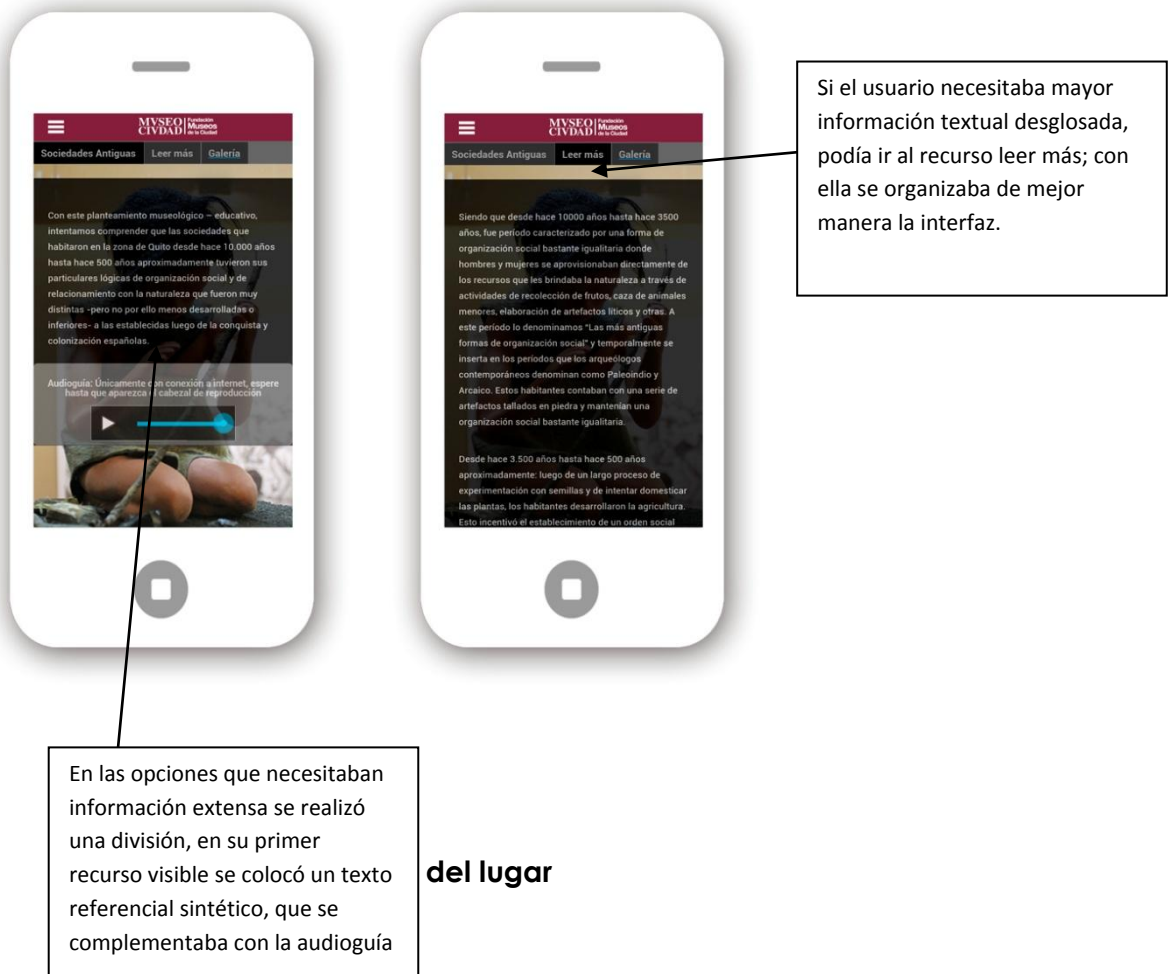 MVSEO CIVDAD Fundación Museos de la Ciudad
Sociedades Antiguas Leer más Galería
Con este planteamiento museológico – educativo,
intentamos comprender que las sociedades que
habitaron en la zona de Quito desde hace 10.000 años
hasta hace 500 años aproximadamente tuvieron sus
particulares lógicas de organización social y de
relacionamiento con la naturaleza que fueron muy
distintas -pero no por ello menos desarrolladas o
inferiores- a las establecidas luego de la conquista y
colonización españolas.
Audioguía: Únicamente con conexión a internet, espere
hasta que aparezca el cabezal de reproducción
MVSEO CIVDAD Fundación Museos de la Ciudad
Sociedades Antiguas Leer más Galería
Siendo que desde hace 10000 años hasta hace 3500
años, fue período caracterizado por una forma de
organización social bastante igualitaria donde
hombres y mujeres se aprovisionaban directamente de
los recursos que les brindaba la naturaleza a través de
actividades de recolección de frutos, caza de animales
menores, elaboración de artefactos líticos y otras. A
este período lo denominamos "Las más antiguas
formas de organización social" y temporalmente se
inserta en los períodos que los arqueólogos
contemporáneos denominan como Paleoindio y
Arcaico. Estos habitantes contaban con una serie de
artefactos tallados en piedra y mantenían una
organización social bastante igualitaria.
Desde hace 3.500 años hasta hace 500 años
aproximadamente: luego de un largo proceso de
experimentación con semillas y de intentar domesticar
las plantas, los habitantes desarrollaron la agricultura.
Esto incentivó el establecimiento de un orden social
Si el usuario necesitaba mayor
información textual desglosada,
podía ir al recurso leer más; con
ella se organizaba de mejor
manera la interfaz.
En las opciones que necesitaban
información extensa se realizó
una división, en su primer
recurso visible se colocó un texto
referencial sintético, que se
complementaba con la audioguía
del lugar